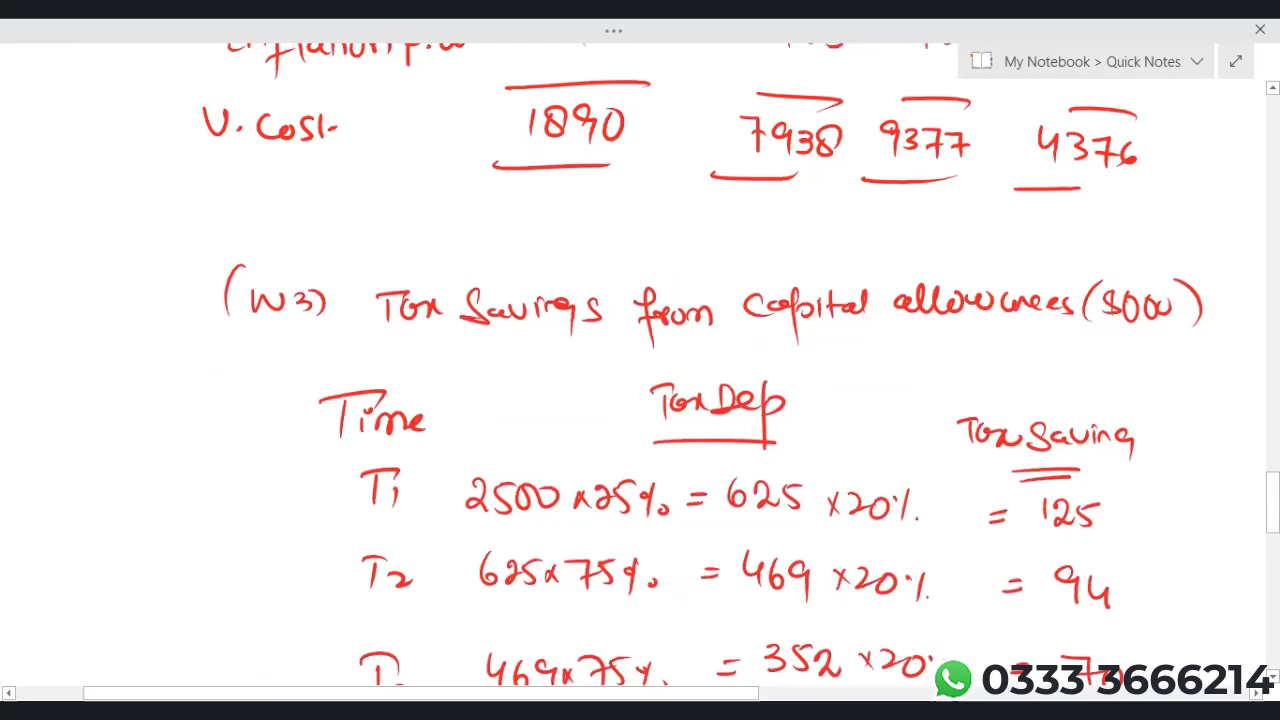 My Notebook > Quick Notes
V. Cost. 1890 7938 9377 4376
(W3) Tax Savings from Capital allowances ($000)
Time Tax Dep Tax Saving
T1 2500 x 25% = 625 x 20% = 125
T2 625 x 75% = 469 x 20% = 94
469 x 75% = 352 x 20%
0333 3666214